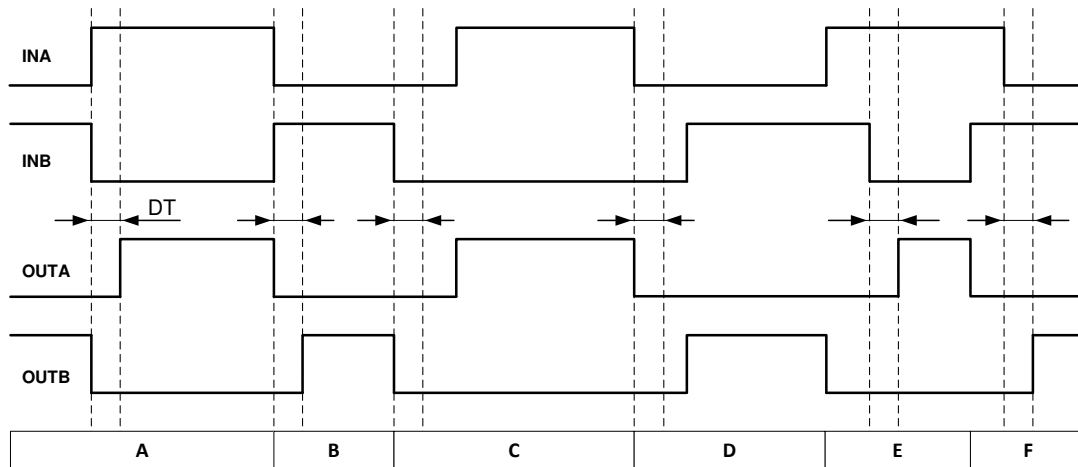 INA
INB
DT
OUTA
OUTB
A B C D E F